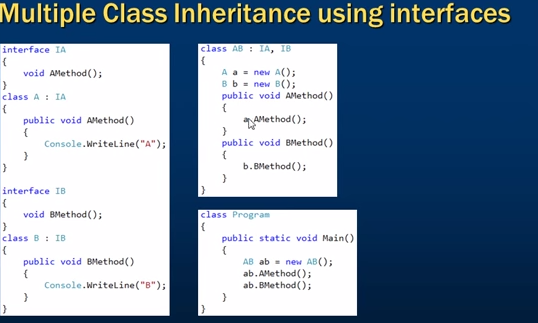 Multiple Class Inheritance using interfaces
interface IA
{
void AMethod();
}
class A : IA
{
public void AMethod()
{
Console.WriteLine("A");
}
}
interface IB
{
void BMethod();
}
class B : IB
{
public void BMethod()
{
Console.WriteLine("B");
}
}
class AB : IA, IB
{
A a = new A();
B b = new B();
public void AMethod()
{
a.AMethod();
}
public void BMethod()
{
b.BMethod();
}
}
class Program
{
public static void Main()
{
AB ab = new AB();
ab.AMethod();
ab.BMethod();
}
}